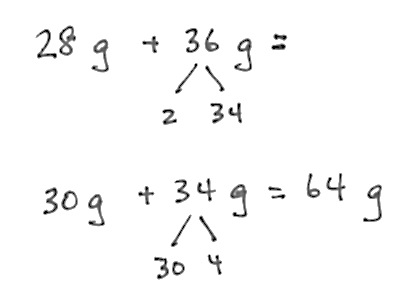 28 g + 36 g =
2 34
30 g + 34 g = 64 g
30 4